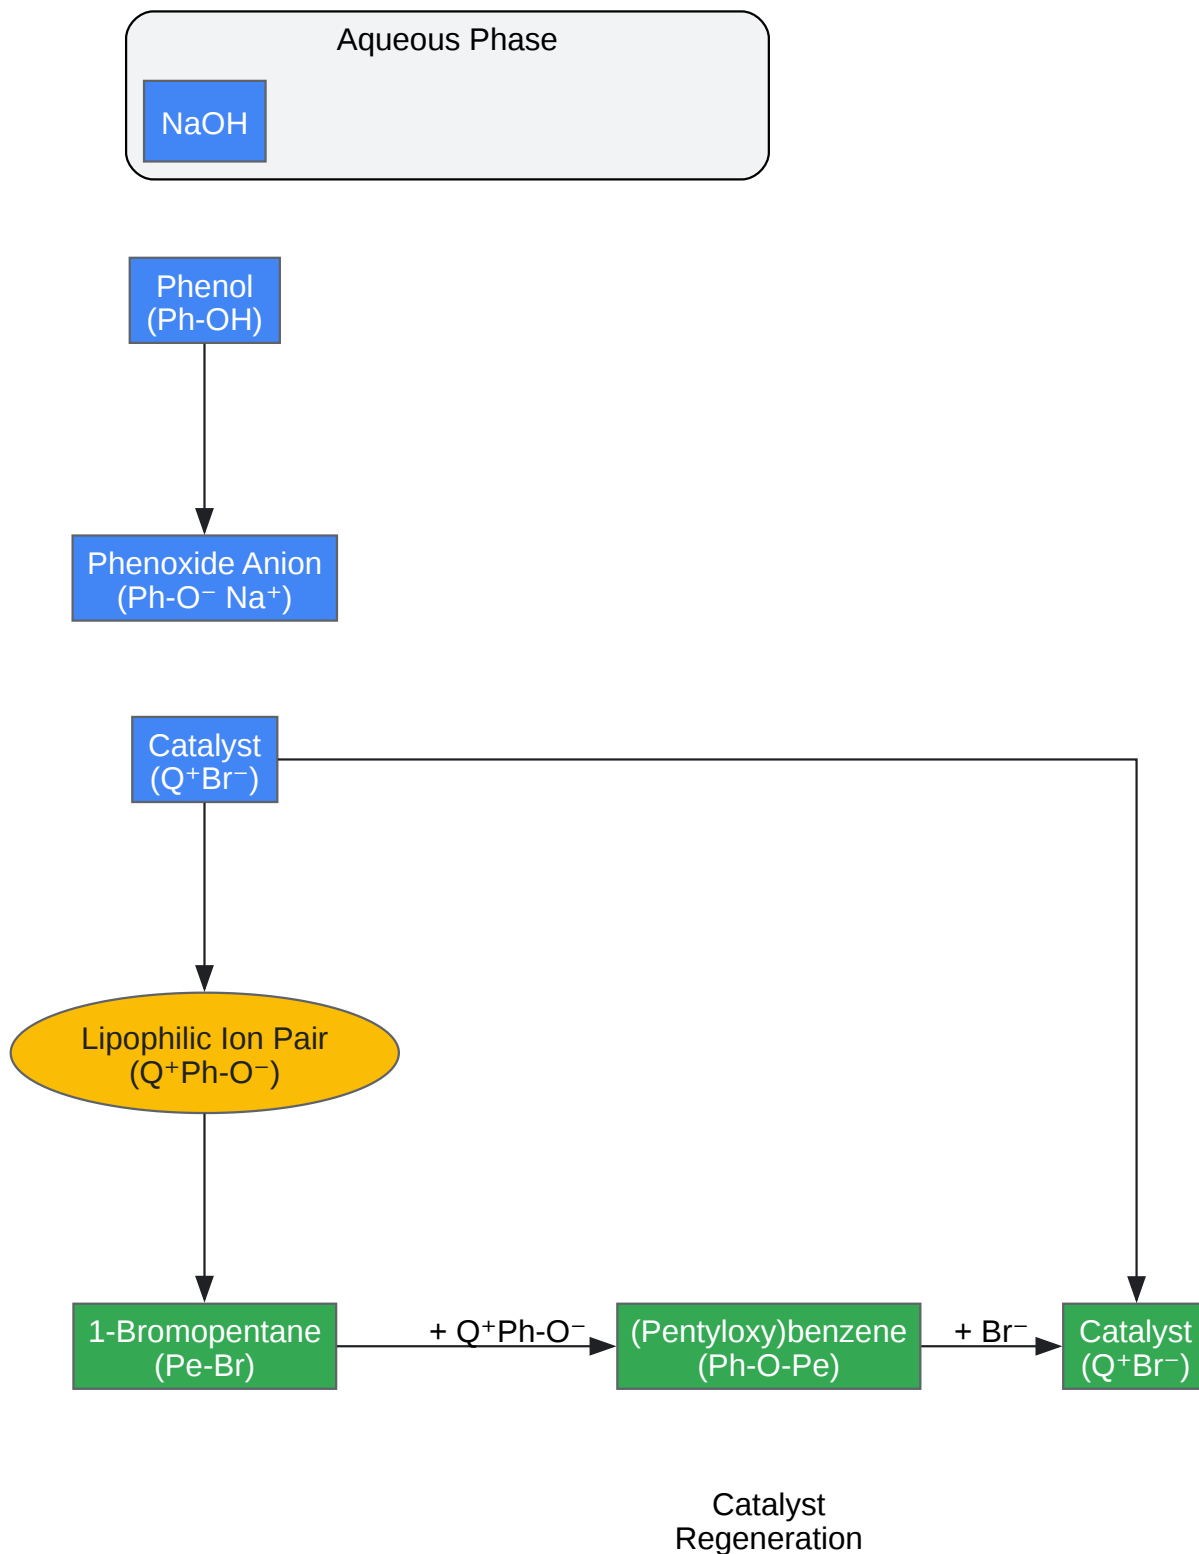 Aqueous Phase
NaOH
Phenol
(Ph-OH)
Phenoxide Anion
(Ph-O⁻ Na⁺)
Catalyst
(Q⁺Br⁻)
Lipophilic Ion Pair
(Q⁺Ph-O⁻)
1-Bromopentane
(Pe-Br)
+ Q⁺Ph-O⁻
(Pentyloxy)benzene
(Ph-O-Pe)
+ Br⁻
Catalyst
(Q⁺Br⁻)
Catalyst
Regeneration